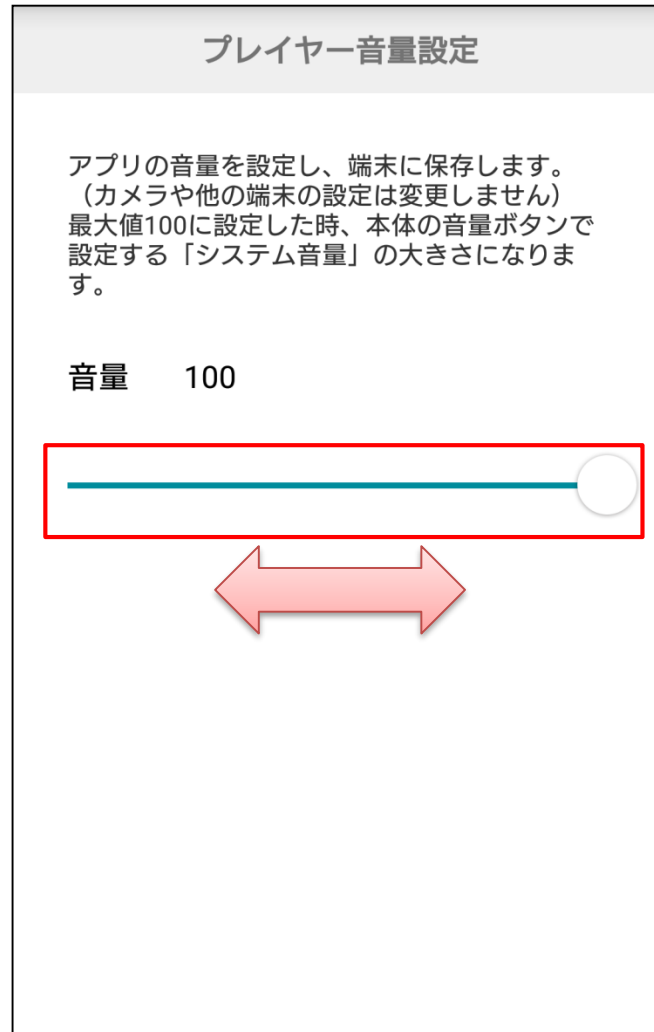 プレイヤー音量設定
アプリの音量を設定し、端末に保存します。
（カメラや他の端末の設定は変更しません）
最大値100に設定した時、本体の音量ボタンで
設定する「システム音量」の大きさになりま
す。
音量 100